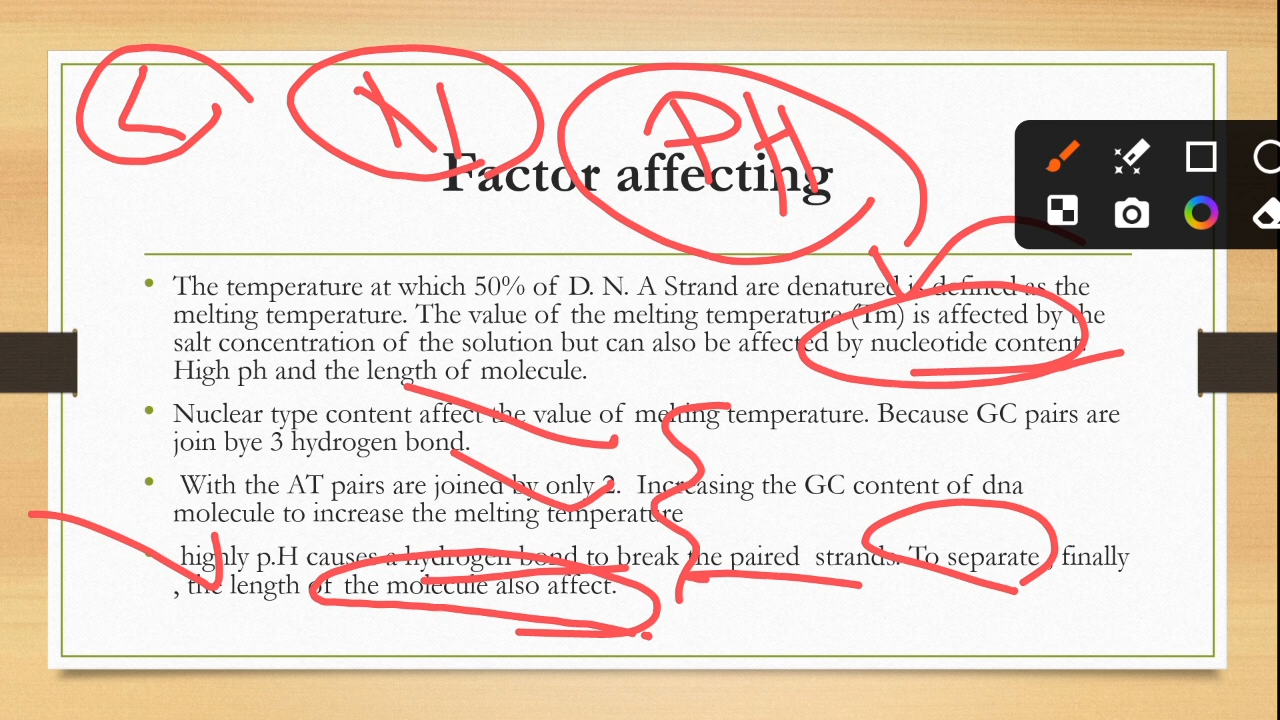 L N PH
Factor affecting
• The temperature at which 50% of D. N. A Strand are denatured is defined as the
melting temperature. The value of the melting temperature (Tm) is affected by the
salt concentration of the solution but can also be affected by nucleotide content.
High ph and the length of molecule.
• Nuclear type content affect the value of melting temperature. Because GC pairs are
join bye 3 hydrogen bond.
• With the AT pairs are joined by only 2. Increasing the GC content of dna
molecule to increase the melting temperature
• highly p.H causes a hydrogen bond to break the paired strands. To separate , finally
, the length of the molecule also affect.